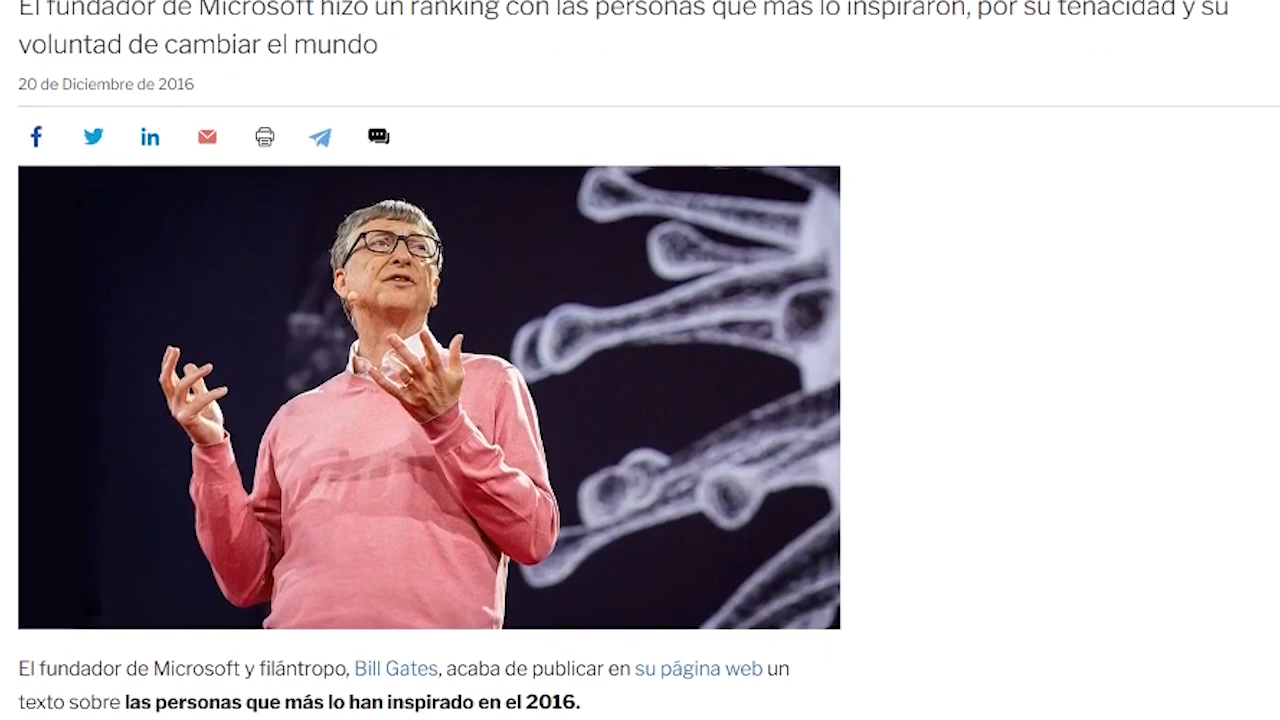 El fundador de Microsoft hizo un ranking con las personas que más lo inspiraron, por su tenacidad y su
voluntad de cambiar el mundo
20 de Diciembre de 2016
El fundador de Microsoft y filántropo, Bill Gates, acaba de publicar en su página web un
texto sobre las personas que más lo han inspirado en el 2016.